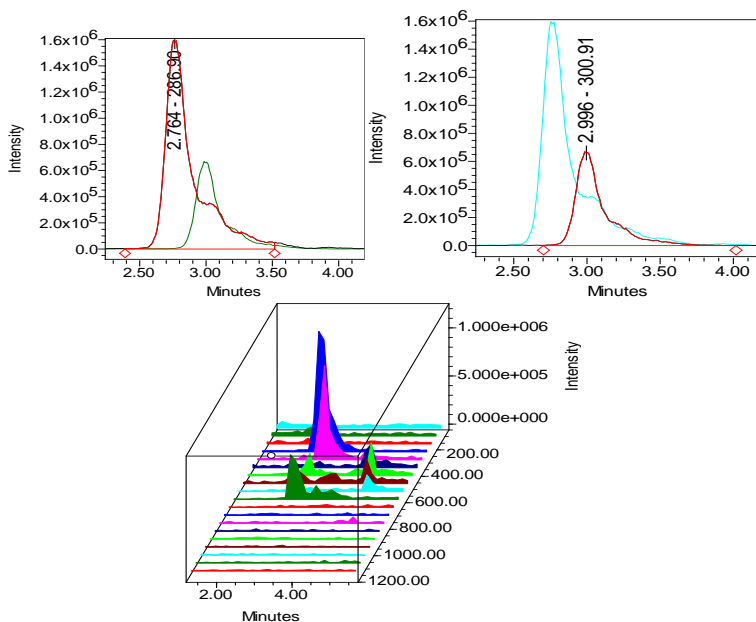 1.6x10^6
1.4x10^6
1.2x10^6
1.0x10^6
8.0x10^5
6.0x10^5
4.0x10^5
2.0x10^5
0.0
Intensity
2.764 - 286.90
2.50 3.00 3.50 4.00
Minutes
1.6x10^6
1.4x10^6
1.2x10^6
1.0x10^6
8.0x10^5
6.0x10^5
4.0x10^5
2.0x10^5
0.0
Intensity
2.996 - 300.91
2.50 3.00 3.50 4.00
Minutes
1.000e+006
5.000e+005
0.000e+000
Intensity
200.00
400.00
600.00
800.00
1000.00
1200.00
2.00 4.00
Minutes